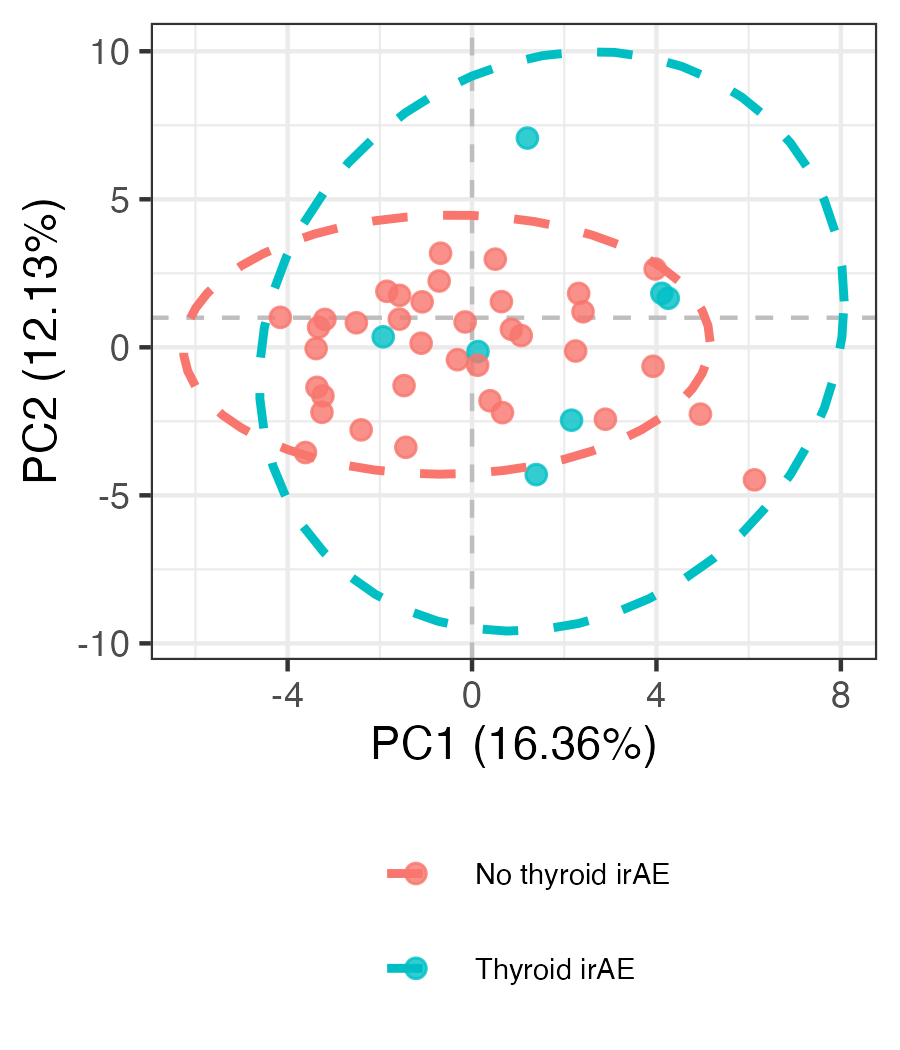 10
5
0
-5
-10
PC2 (12.13%)
-4
0
4
8
PC1 (16.36%)
No thyroid irAE
Thyroid irAE